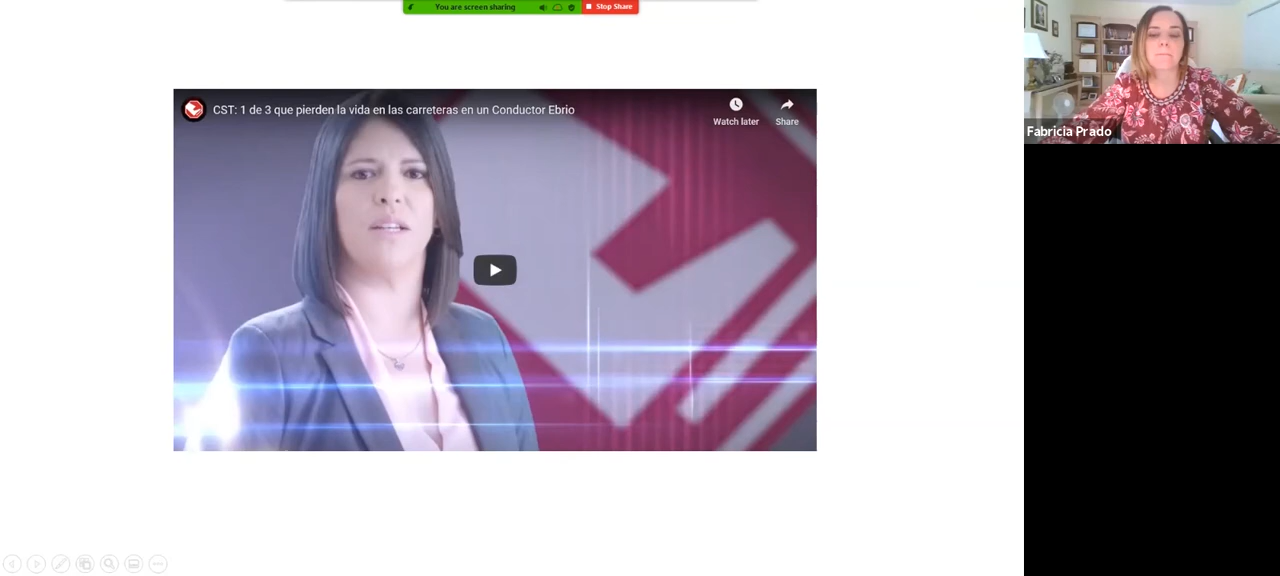 You are screen sharing
Stop Share
CST: 1 de 3 que pierden la vida en las carreteras en un Conductor Ebrio
Watch later
Share
Fabricia Prado